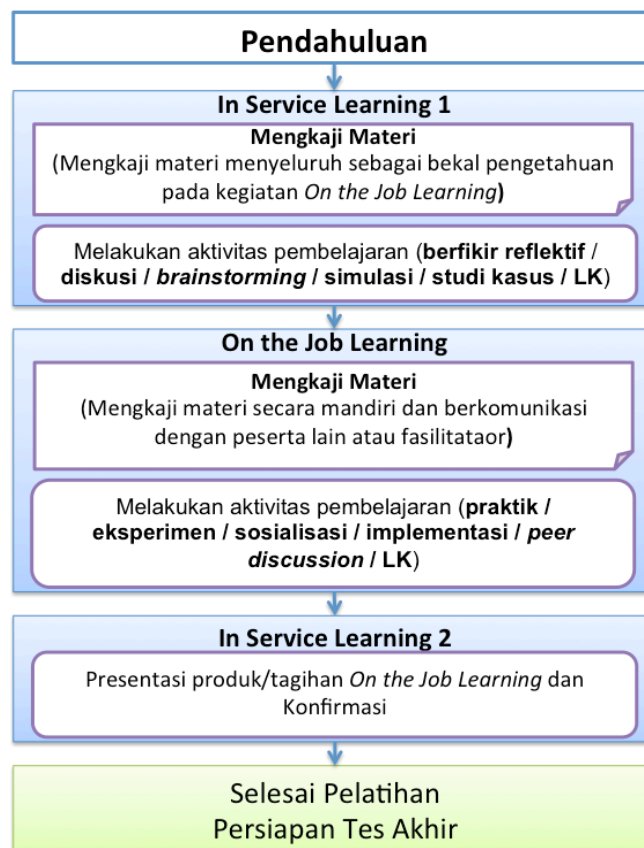 Pendahuluan
In Service Learning 1
Mengkaji Materi
(Mengkaji materi menyeluruh sebagai bekal pengetahuan
pada kegiatan On the Job Learning)
Melakukan aktivitas pembelajaran (berfikir reflektif /
diskusi / brainstorming / simulasi / studi kasus / LK)
On the Job Learning
Mengkaji Materi
(Mengkaji materi secara mandiri dan berkomunikasi
dengan peserta lain atau fasilitataor)
Melakukan aktivitas pembelajaran (praktik /
eksperimen / sosialisasi / implementasi / peer
discussion / LK)
In Service Learning 2
Presentasi produk/tagihan On the Job Learning dan
Konfirmasi
Selesai Pelatihan
Persiapan Tes Akhir